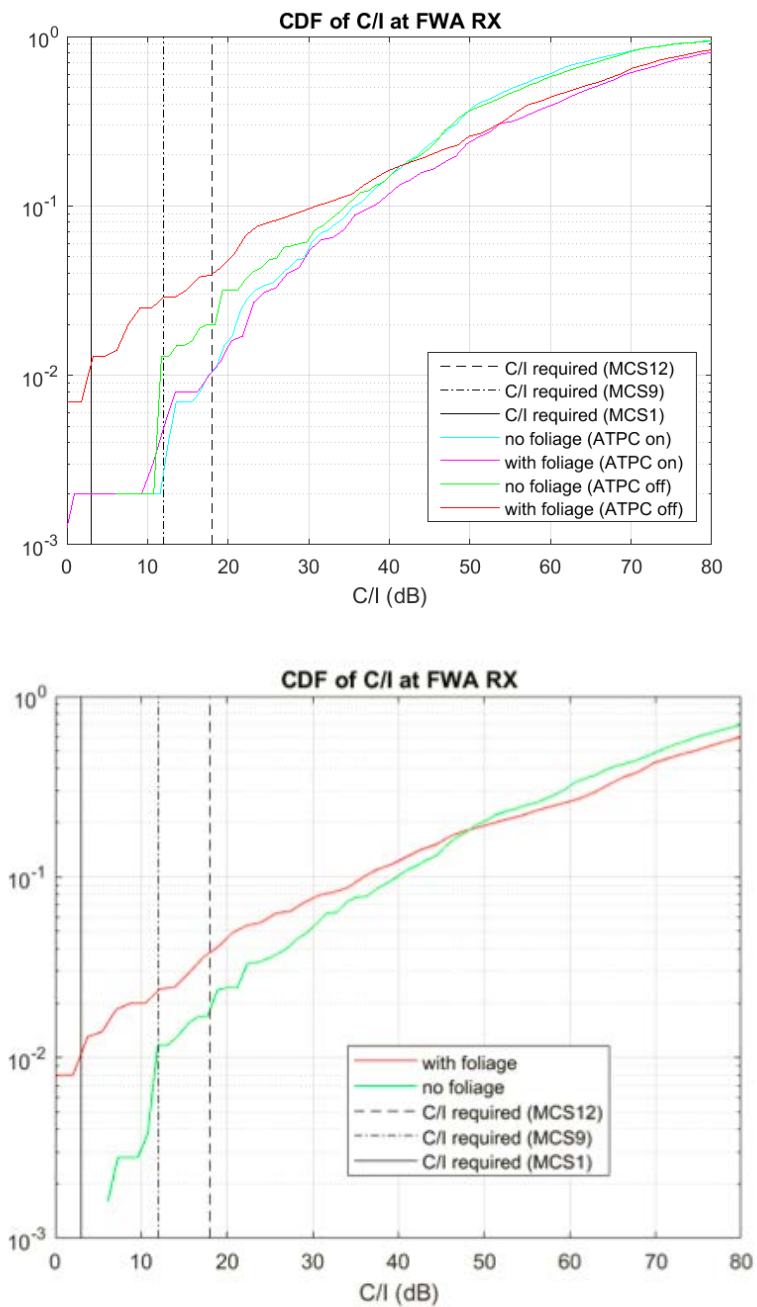 CDF of C/I at FWA RX
10^0
10^-1
10^-2
10^-3
C/I required (MCS12)
C/I required (MCS9)
C/I required (MCS1)
no foliage (ATPC on)
with foliage (ATPC on)
no foliage (ATPC off)
with foliage (ATPC off)
0 10 20 30 40 50 60 70 80
C/I (dB)
CDF of C/I at FWA RX
10^0
10^-1
10^-2
10^-3
with foliage
no foliage
C/I required (MCS12)
C/I required (MCS9)
C/I required (MCS1)
0 10 20 30 40 50 60 70 80
C/I (dB)